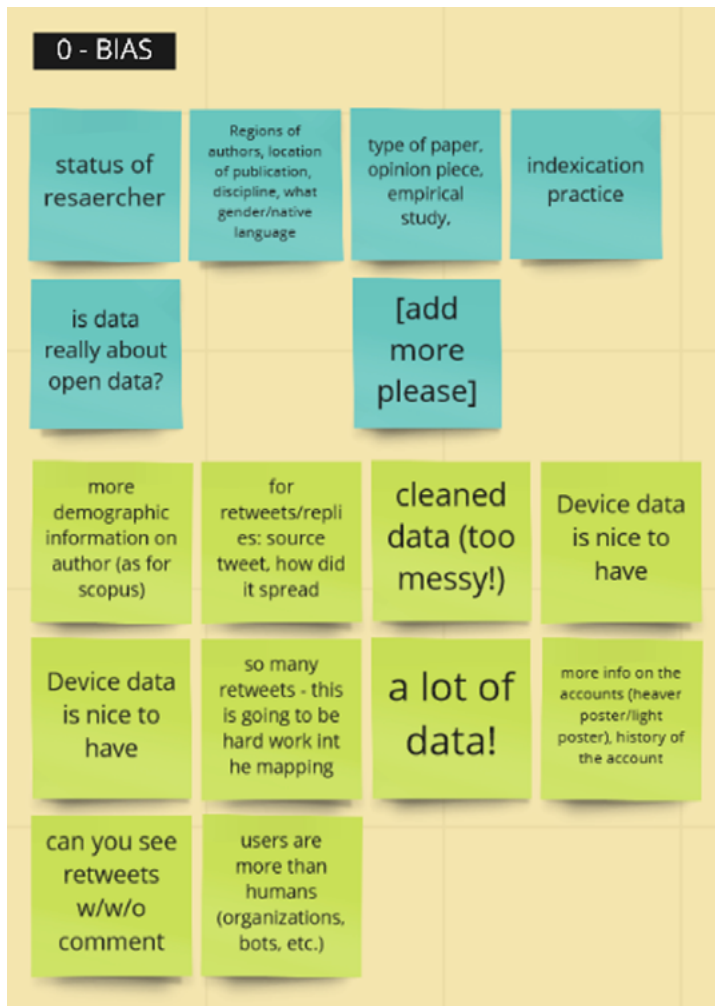 0 - BIAS
status of
resaercher
Regions of
authors, location
of publication,
discipline, what
gender/native
language
type of paper,
opinion piece,
empirical
study,
indexication
practice
is data
really about
open data?
[add
more
please]
more
demographic
information on
author (as for
scopus)
for
retweets/repli
es: source
tweet, how did
it spread
cleaned
data (too
messy!)
Device data
is nice to
have
Device data
is nice to
have
so many
retweets - this
is going to be
hard work int
he mapping
a lot of
data!
more info on the
accounts (heaver
poster/light
poster), history of
the account
can you see
retweets
w/w/o
comment
users are
more than
humans
(organizations,
bots, etc.)